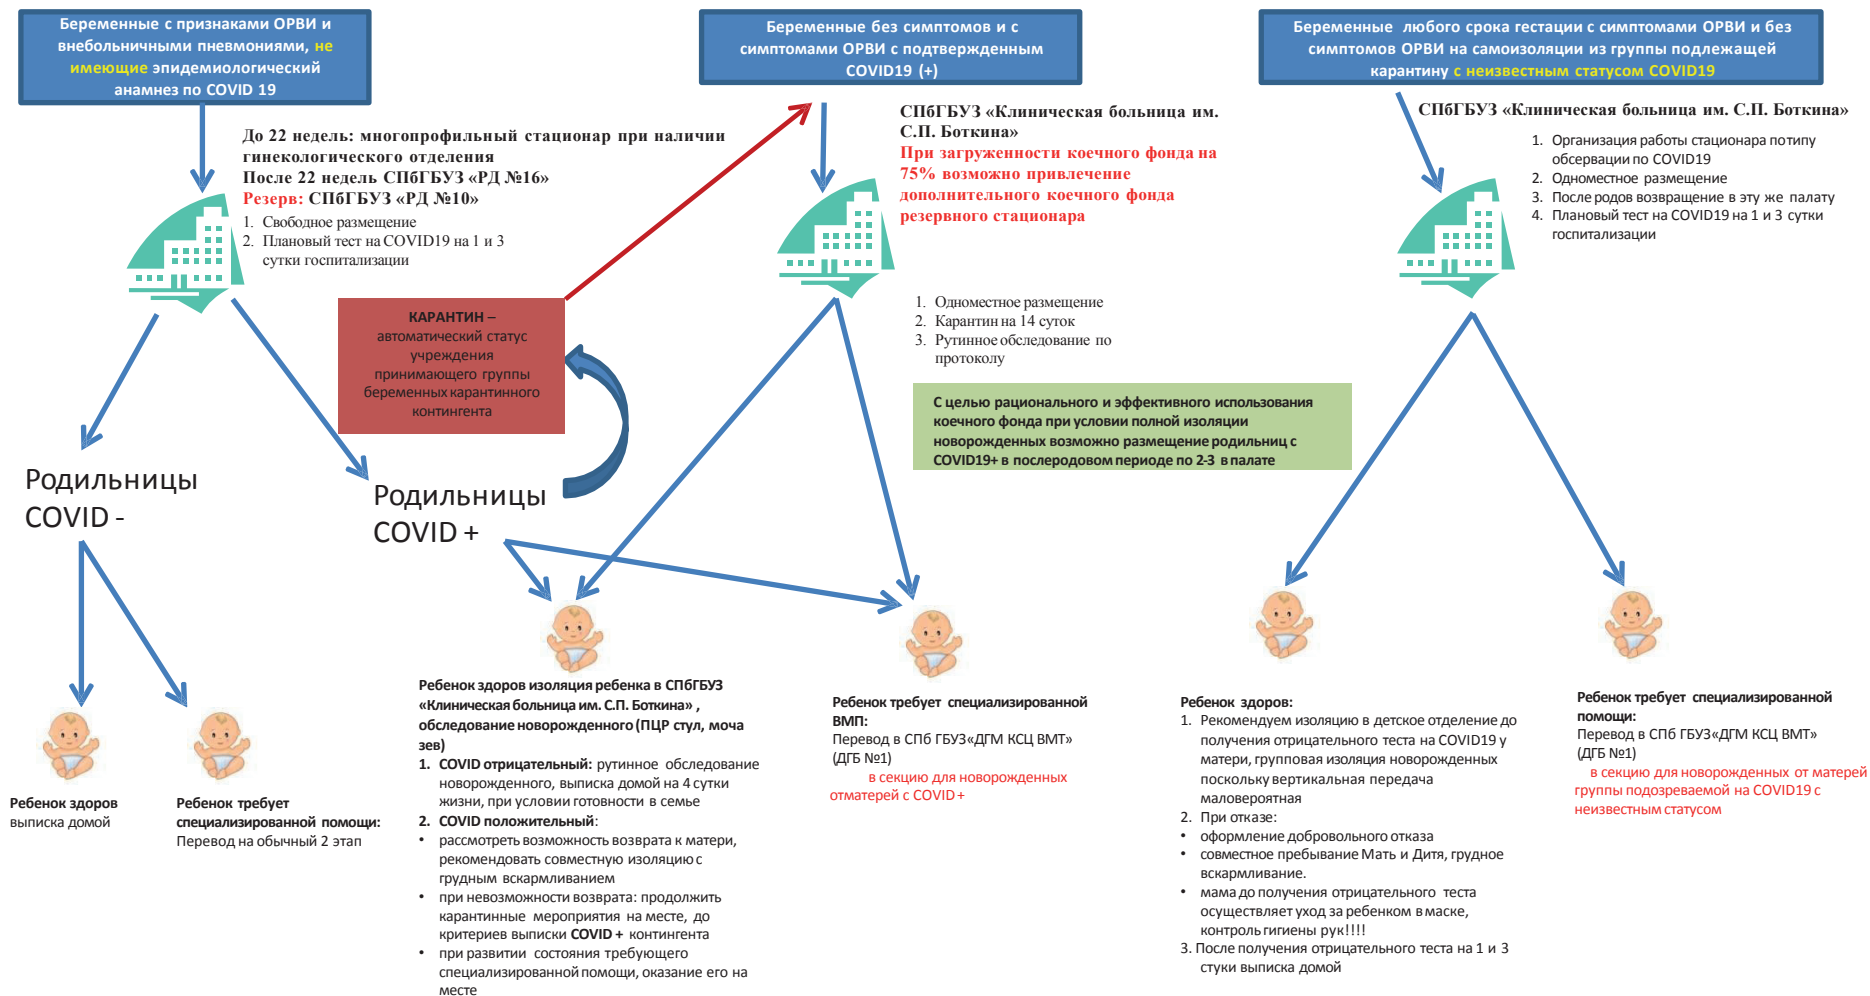 Беременные с признаками ОРВИ и
внебольничными пневмониями, не
имеющие эпидемиологический
анамнез по COVID 19
Беременные без симптомов и с
симптомами ОРВИ с подтвержденным
COVID19 (+)
Беременные любого срока гестации с симптомами ОРВИ и без
симптомов ОРВИ на самоизоляции из группы подлежащей
карантину с неизвестным статусом COVID19
До 22 недель: многопрофильный стационар при наличии
гинекологического отделения
После 22 недель СПбГБУЗ «РД №16»
Резерв: СПбГБУЗ «РД №10»
1. Свободное размещение
2. Плановый тест на COVID19 на 1 и 3
сутки госпитализации
СПбГБУЗ «Клиническая больница им.
С.П. Боткина»
При загруженности коечного фонда на
75% возможно привлечение
дополнительного коечного фонда
резервного стационара
СПбГБУЗ «Клиническая больница им. С.П. Боткина»
1. Организация работы стационара по типу
обсервации по COVID19
2. Одноместное размещение
3. После родов возвращение в эту же палату
4. Плановый тест на COVID19 на 1 и 3 сутки
госпитализации
КАРАНТИН –
автоматический статус
учреждения
принимающего группы
беременных карантинного
контингента
1. Одноместное размещение
2. Карантин на 14 суток
3. Рутинное обследование по
протоколу
С целью рационального и эффективного использования
коечного фонда при условии полной изоляции
новорожденных возможно размещение родильниц с
COVID19+ в послеродовом периоде по 2-3 в палате
Родильницы
COVID -
Родильницы
COVID +
Ребенок здоров
выписка домой
Ребенок требует
специализированной помощи:
Перевод на обычный 2 этап
Ребенок здоров изоляция ребенка в СПбГБУЗ
«Клиническая больница им. С.П. Боткина» ,
обследование новорожденного (ПЦР стул, моча
зев)
1. COVID отрицательный: рутинное обследование
новорожденного, выписка домой на 4 сутки
жизни, при условии готовности в семье
2. COVID положительный:
• рассмотреть возможность возврата к матери,
рекомендовать совместную изоляцию с
грудным вскармливанием
• при невозможности возврата: продолжить
карантинные мероприятия на месте, до
критериев выписки COVID + контингента
• при развитии состояния требующего
специализированной помощи, оказание его на
месте
Ребенок требует специализированной
ВМП:
Перевод в СПб ГБУЗ«ДГМ КСЦ ВМТ»
(ДГБ №1)
в секцию для новорожденных
отматерей с COVID +
Ребенок здоров:
1. Рекомендуем изоляцию в детское отделение до
получения отрицательного теста на COVID19 у
матери, групповая изоляция новорожденных
поскольку вертикальная передача
маловероятная
2. При отказе:
• оформление добровольного отказа
• совместное пребывание Мать и Дитя, грудное
вскармливание.
• мама до получения отрицательного теста
осуществляет уход за ребенком в маске,
контроль гигиены рук!!!!
3. После получения отрицательного теста на 1 и 3
стуки выписка домой
Ребенок требует специализированной
помощи:
Перевод в СПб ГБУЗ«ДГМ КСЦ ВМТ»
(ДГБ №1)
в секцию для новорожденных от матерей
группы подозреваемой на COVID19 с
неизвестным статусом